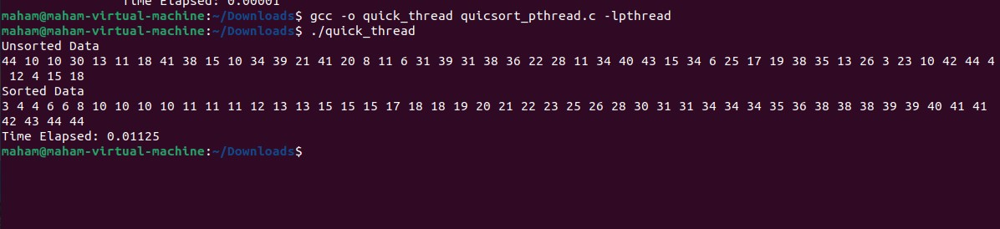 Time Elapsed: 0.00001
maham@maham-virtual-machine:~/Downloads$ gcc -o quick_thread quicsort_pthread.c -lpthread
maham@maham-virtual-machine:~/Downloads$ ./quick_thread
Unsorted Data
44 10 10 30 13 11 18 41 38 15 10 34 39 21 41 20 8 11 6 31 39 31 38 36 22 28 11 34 40 43 15 34 6 25 17 19 38 35 13 26 3 23 10 42 44 4
12 4 15 18
Sorted Data
3 4 4 6 6 8 10 10 10 10 11 11 11 12 13 13 15 15 15 17 18 18 19 20 21 22 23 25 26 28 30 31 31 34 34 34 35 36 38 38 38 39 39 40 41 41
42 43 44 44
Time Elapsed: 0.01125
maham@maham-virtual-machine:~/Downloads$